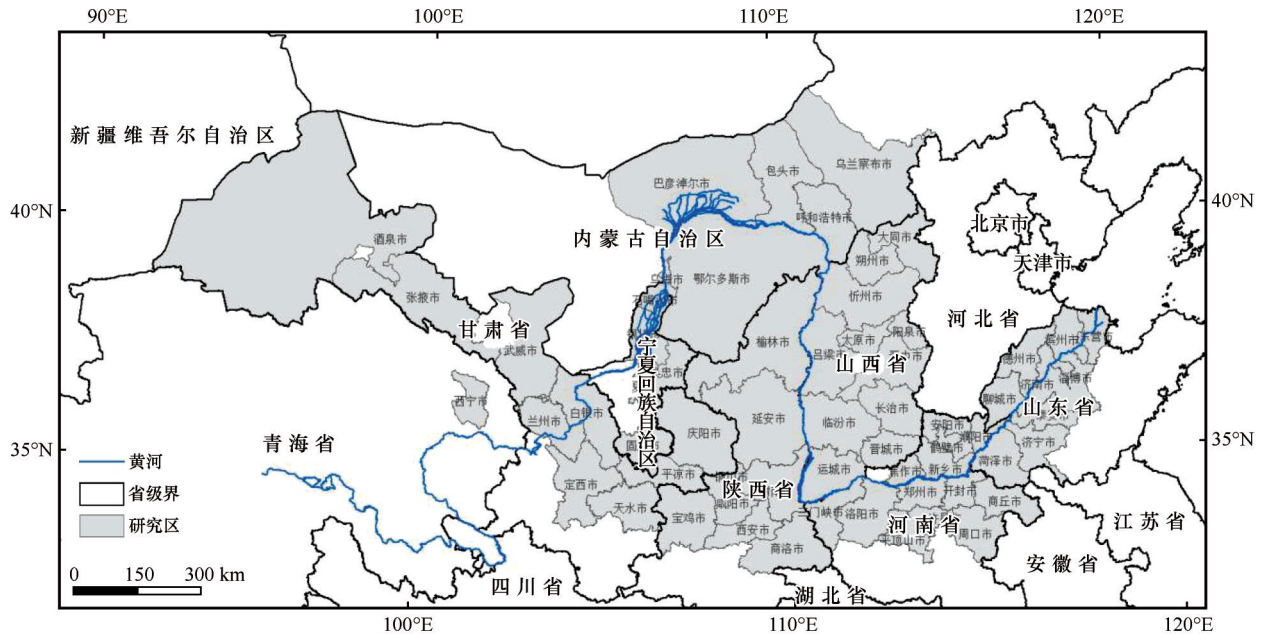 90°E
100°E
110°E
120°E
新疆维吾尔自治区
乌兰察布市
包头市
巴彦淖尔市
40°N
40°N
呼和浩特市
北京市
酒泉市
内蒙古自治区
大同市
天津市
朔州市
鄂尔多斯市
张掖市
忻州市
河北省
甘肃省
武威市
榆林市
太原市
阳泉市
吕梁市
山西省
滨州市
东营市
德州市
宁夏回族自治区
济南市
淄博市
西宁市
兰州市
白银市
聊城市
山东省
长治市
延安市
临汾市
庆阳市
安阳市
济宁市
35°N
35°N
青海省
鹤壁市
晋城市
黄河
平凉市
运城市
焦作市
新乡市
菏泽市
定西市
陕西省
省级界
郑州市
开封市
商丘市
天水市
宝鸡市
三门峡市
洛阳市
河南省
江苏省
研究区
西安市
平顶山市
周口市
商洛市
安徽省
0
150
300 km
四川省
湖北省
100°E
110°E
120°E